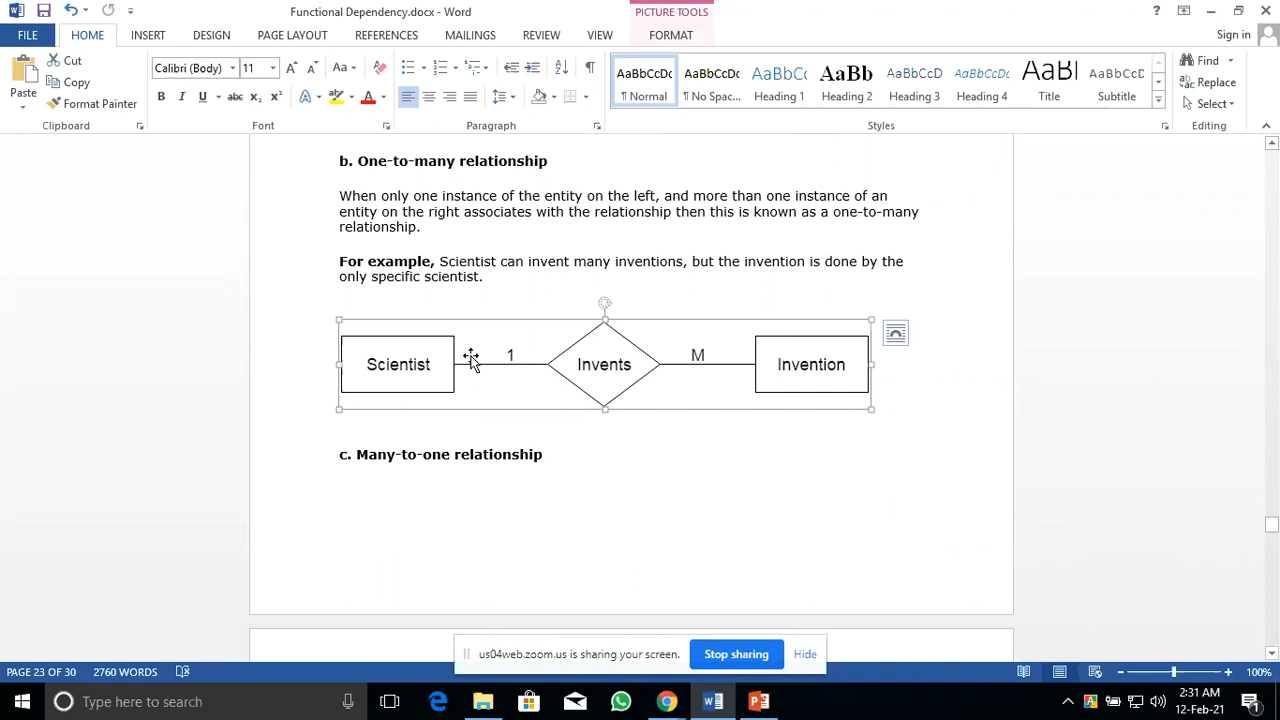 Functional Dependency.docx - Word
PICTURE TOOLS
?
FILE HOME INSERT DESIGN PAGE LAYOUT REFERENCES MAILINGS REVIEW VIEW FORMAT Sign in
Paste
Cut
Copy
Format Painter
Calibri (Body) 11
AaBbCcDc AaBbCcDc AaBbCc AaBb AaBbCcD AaBbCcD AaBl AaBbCcD
¶ Normal ¶ No Spac... Heading 1 Heading 2 Heading 3 Heading 4 Title Subtitle
Find
Replace
Select
Clipboard Font Paragraph Styles Editing
b. One-to-many relationship
When only one instance of the entity on the left, and more than one instance of an
entity on the right associates with the relationship then this is known as a one-to-many
relationship.
For example, Scientist can invent many inventions, but the invention is done by the
only specific scientist.
Scientist 1 Invents M Invention
c. Many-to-one relationship
us04web.zoom.us is sharing your screen. Stop sharing Hide
PAGE 23 OF 30 2760 WORDS 100%
Type here to search
2:31 AM
12-Feb-21